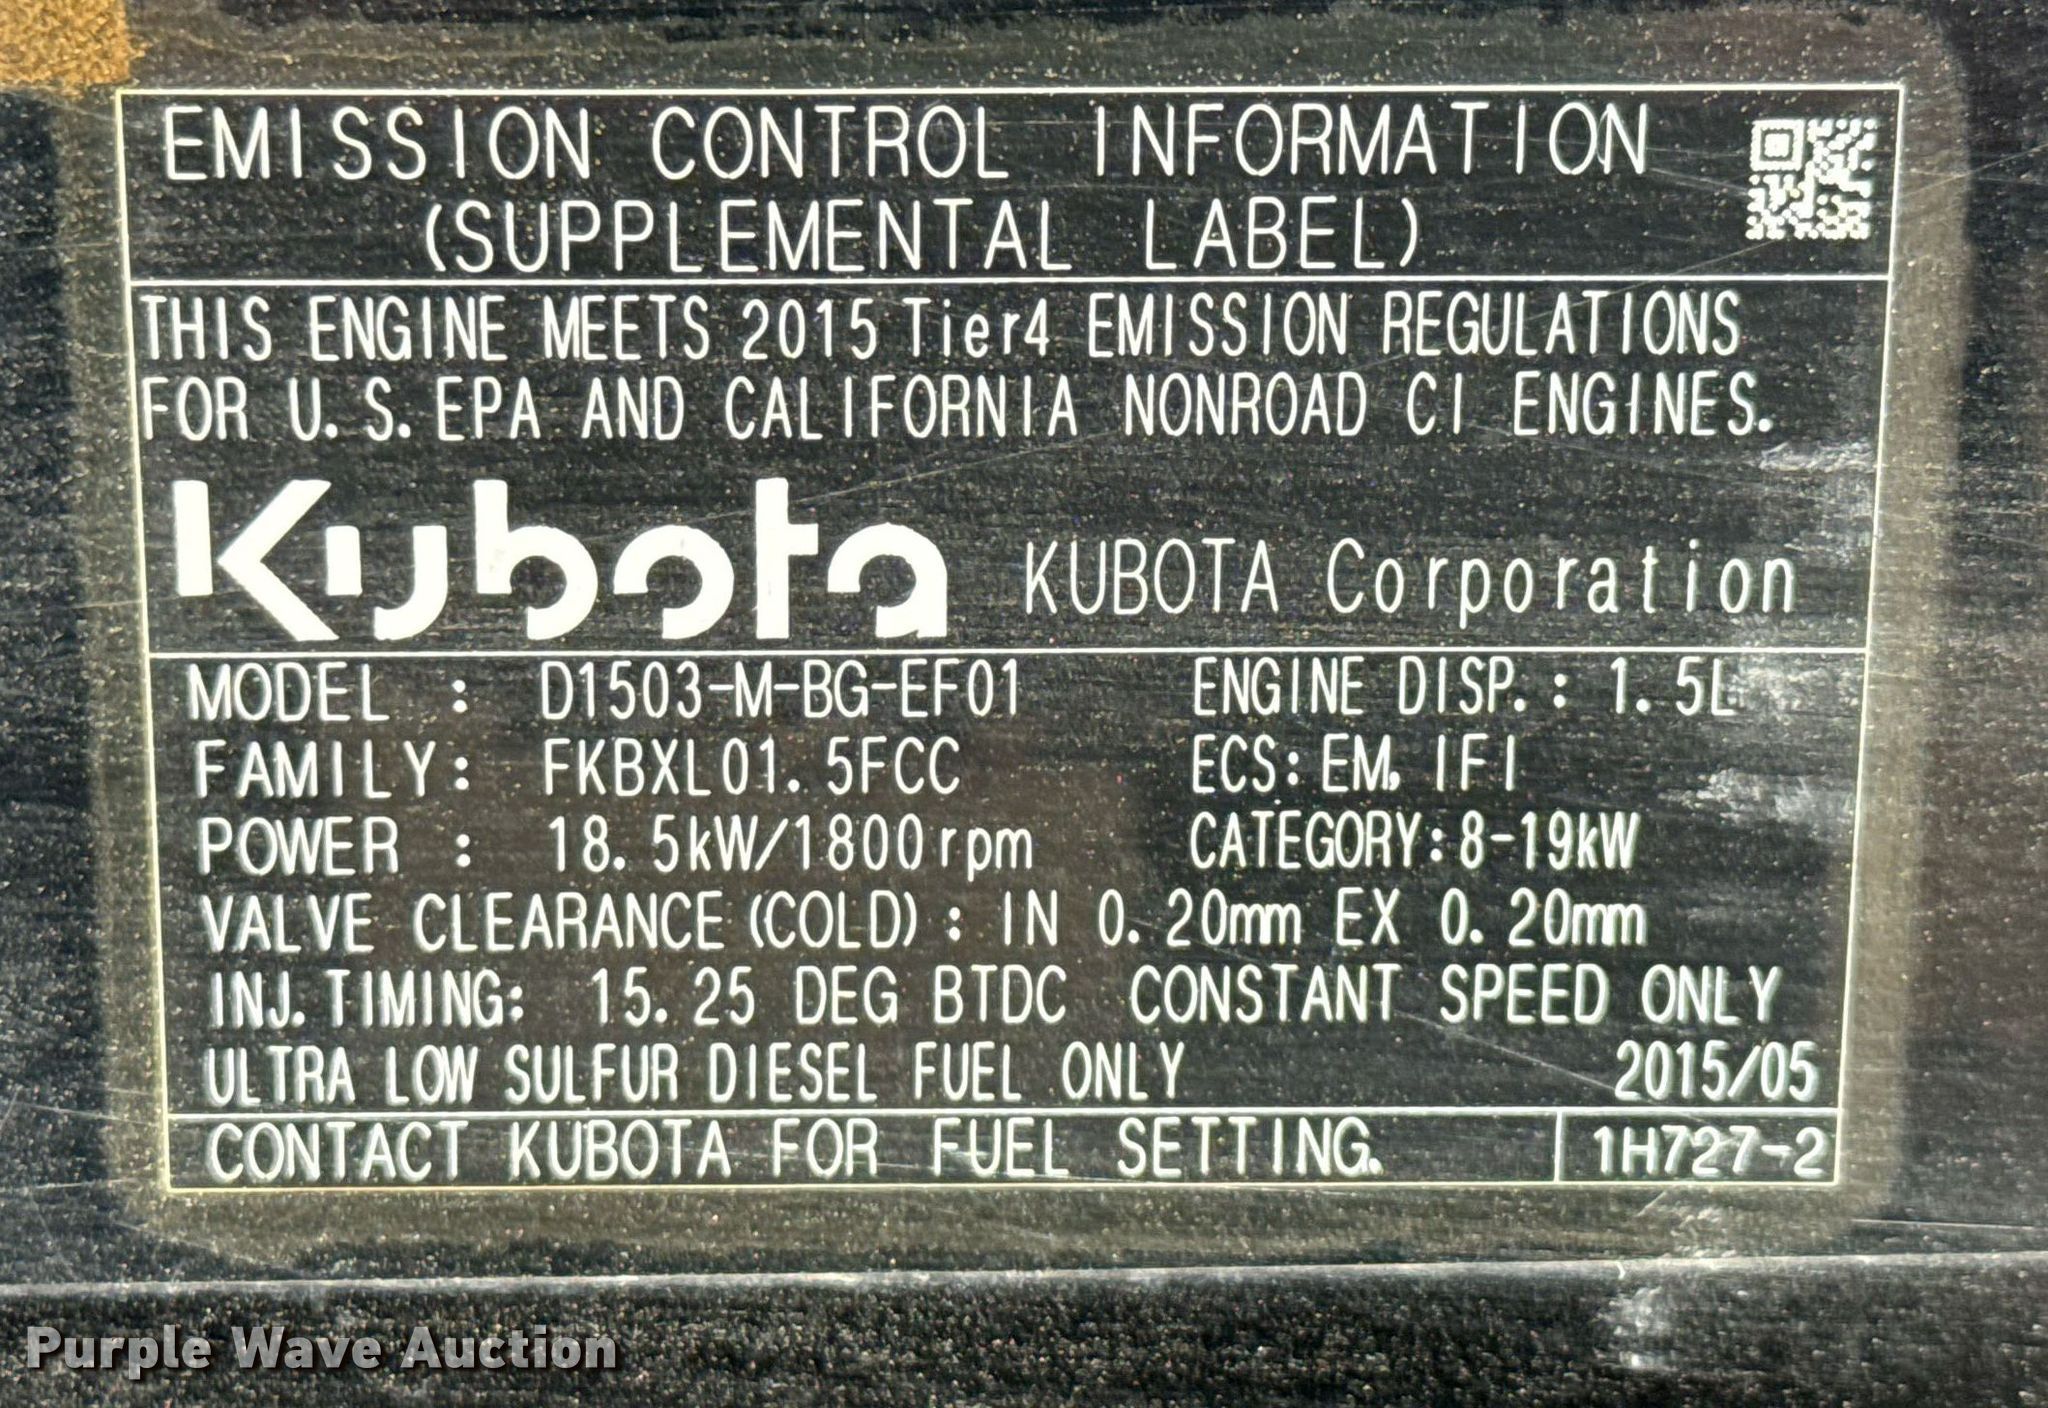 EMISSION CONTROL INFORMATION
(SUPPLEMENTAL LABEL)
THIS ENGINE MEETS 2015 Tier4 EMISSION REGULATIONS
FOR U.S. EPA AND CALIFORNIA NONROAD CI ENGINES.
Kubota KUBOTA Corporation
MODEL : D1503-M-BG-EF01 ENGINE DISP. : 1.5L
FAMILY: FKBXL01.5FCC ECS: EM, IFI
POWER : 18.5kW/1800rpm CATEGORY: 8-19kW
VALVE CLEARANCE (COLD) : IN 0.20mm EX 0.20mm
INJ. TIMING: 15.25 DEG BTDC CONSTANT SPEED ONLY
ULTRA LOW SULFUR DIESEL FUEL ONLY 2015/05
CONTACT KUBOTA FOR FUEL SETTING. 1H727-2
Purple Wave Auction